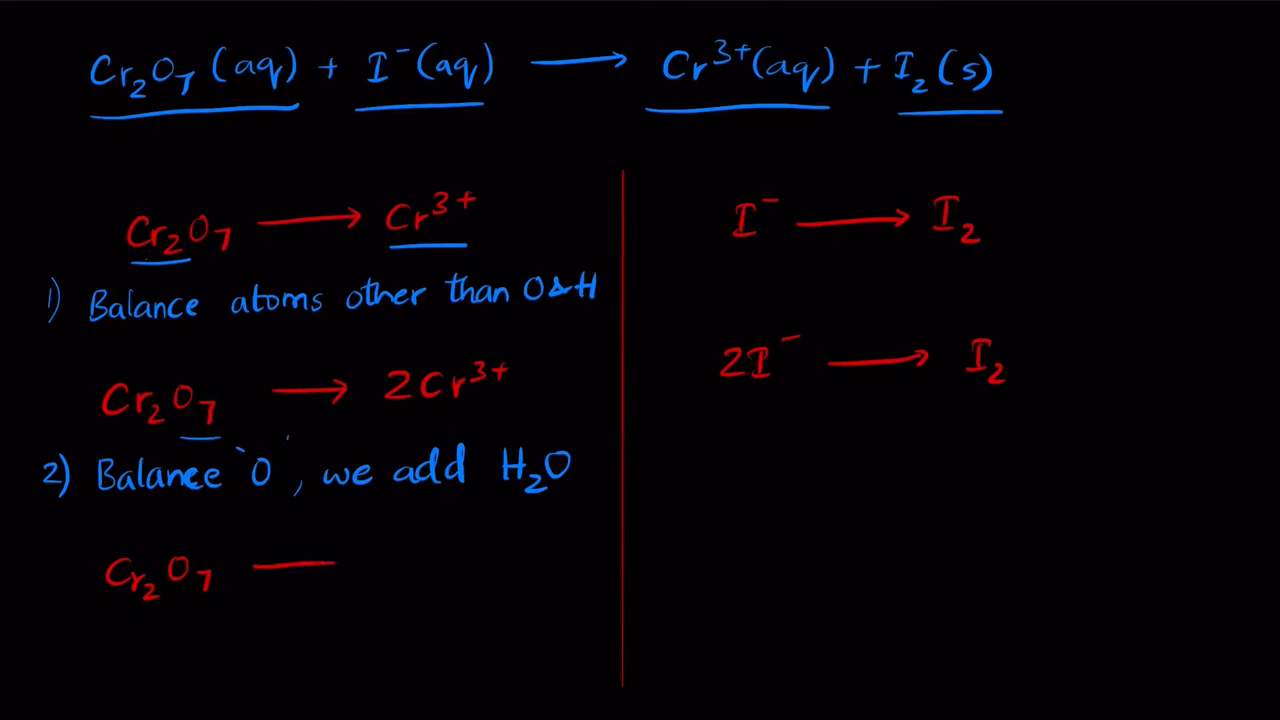 Cr₂O₇ (aq) + I⁻ (aq) ⟶ Cr³⁺ (aq) + I₂ (s)
Cr₂O₇ ⟶ Cr³⁺
1) Balance atoms other than O & H
Cr₂O₇ ⟶ 2Cr³⁺
2) Balance `O', we add H₂O
Cr₂O₇ —
I⁻ ⟶ I₂
2I⁻ ⟶ I₂